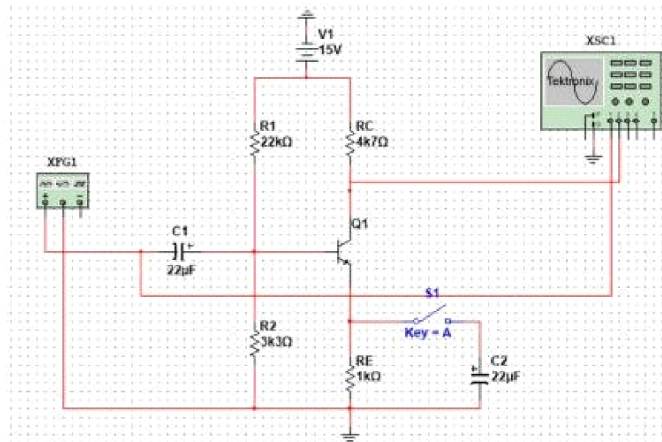 V1
15V
XSC1
Tektronix
R1
22kΩ
RC
4k7Ω
XFG1
C1
22µF
Q1
S1
Key = A
R2
3k3Ω
RE
1kΩ
C2
22µF